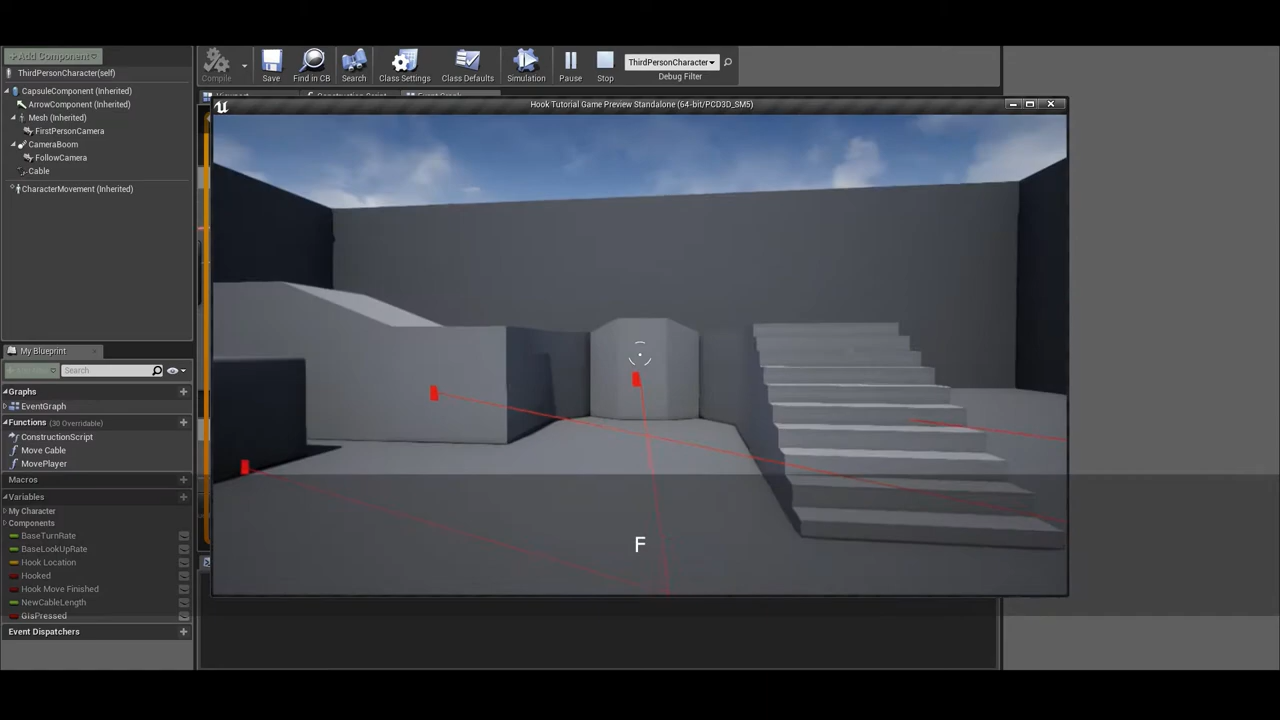 Add Component
ThirdPersonCharacter(self)
CapsuleComponent (Inherited)
ArrowComponent (Inherited)
Mesh (Inherited)
FirstPersonCamera
CameraBoom
FollowCamera
Cable
CharacterMovement (Inherited)
Compile
Save
Find in CB
Search
Class Settings
Class Defaults
Simulation
Pause
Stop
ThirdPersonCharacter
Debug Filter
Hook Tutorial Game Preview Standalone (64-bit/PCD3D_SM5)
My Blueprint
Search
Graphs
EventGraph
Functions (30 Overridable)
ConstructionScript
Move Cable
MovePlayer
Macros
Variables
My Character
Components
BaseTurnRate
BaseLookUpRate
Hook Location
Hooked
Hook Move Finished
NewCableLength
GIsPressed
Event Dispatchers
F